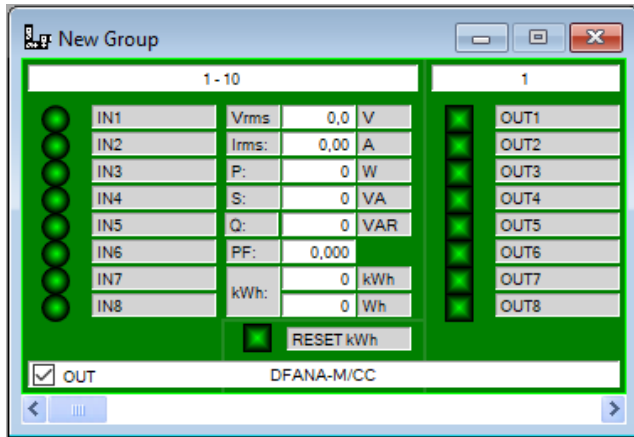 New Group
1 - 10 1
IN1 Vrms 0,0 V OUT1
IN2 Irms: 0,00 A OUT2
IN3 P: 0 W OUT3
IN4 S: 0 VA OUT4
IN5 Q: 0 VAR OUT5
IN6 PF: 0,000 OUT6
IN7 kWh: 0 kWh OUT7
IN8 0 Wh OUT8
RESET kWh
OUT DFANA-M/CC